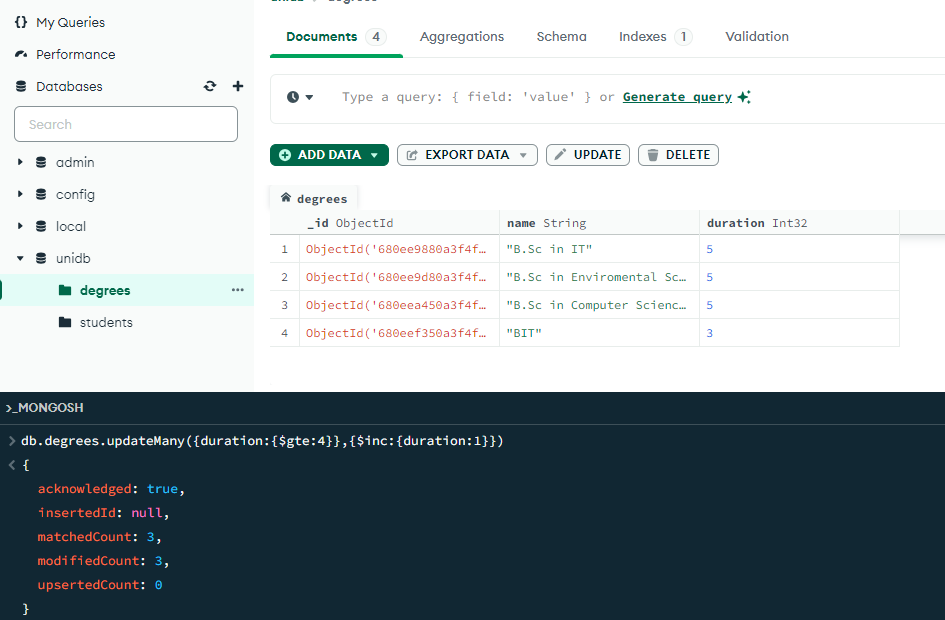 My Queries
Performance
Databases
Search
admin
config
local
unidb
degrees
students
Documents 4 Aggregations Schema Indexes 1 Validation
Type a query: { field: 'value' } or Generate query
ADD DATA EXPORT DATA UPDATE DELETE
degrees
_id ObjectId name String duration Int32
1 ObjectId('680ee9880a3f4f… "B.Sc in IT" 5
2 ObjectId('680ee9d80a3f4f… "B.Sc in Enviromental Sc… 5
3 ObjectId('680eea450a3f4f… "B.Sc in Computer Scienc… 5
4 ObjectId('680eef350a3f4f… "BIT" 3
>_MONGOSH
> db.degrees.updateMany({duration:{$gte:4}},{$inc:{duration:1}})
< {
acknowledged: true,
insertedId: null,
matchedCount: 3,
modifiedCount: 3,
upsertedCount: 0
}